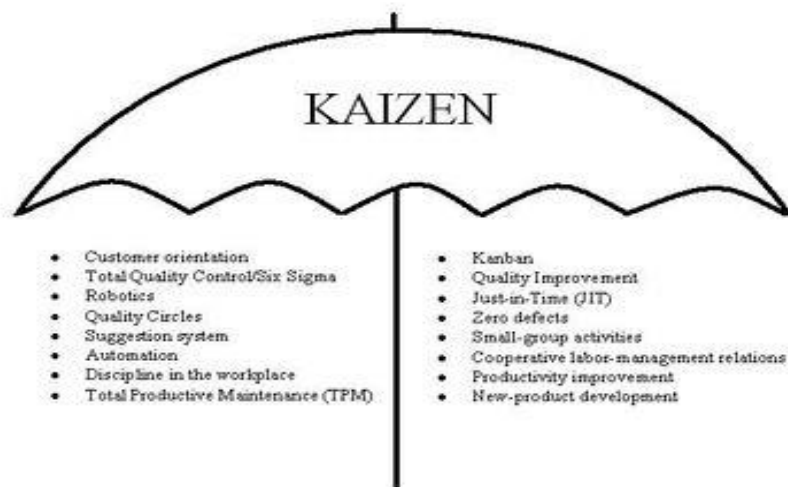 KAIZEN
• Customer orientation
• Total Quality Control/Six Sigma
• Robotics
• Quality Circles
• Suggestion system
• Automation
• Discipline in the workplace
• Total Productive Maintenance (TPM)
• Kanban
• Quality Improvement
• Just-in-Time (JIT)
• Zero defects
• Small-group activities
• Cooperative labor-management relations
• Productivity improvement
• New-product development